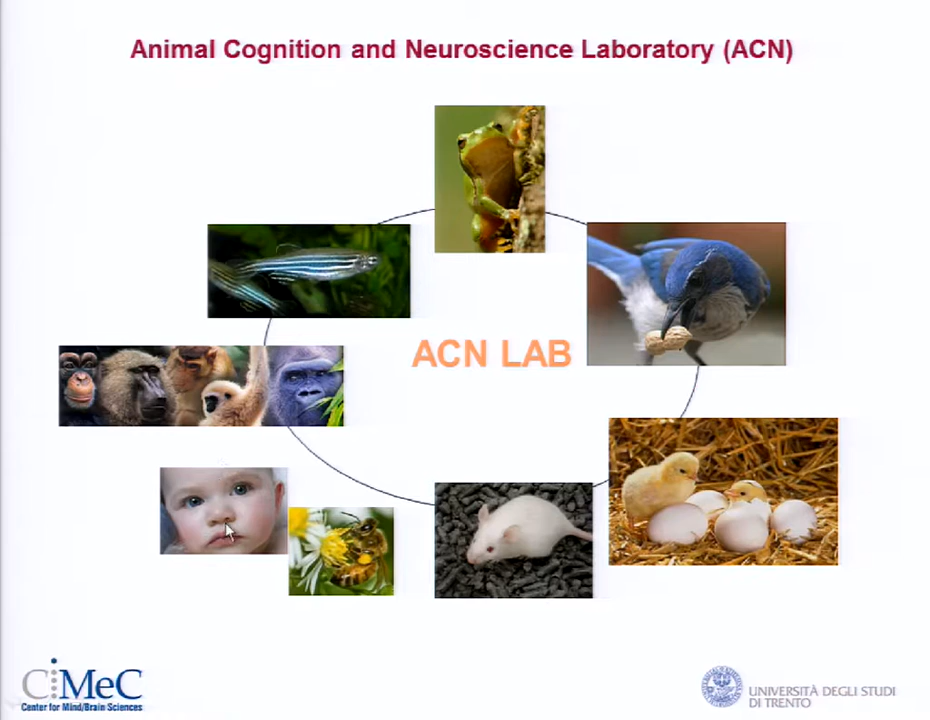 Animal Cognition and Neuroscience Laboratory (ACN)
ACN LAB
CiMeC
Center for Mind/Brain Sciences
UNIVERSITÀ DEGLI STUDI
DI TRENTO